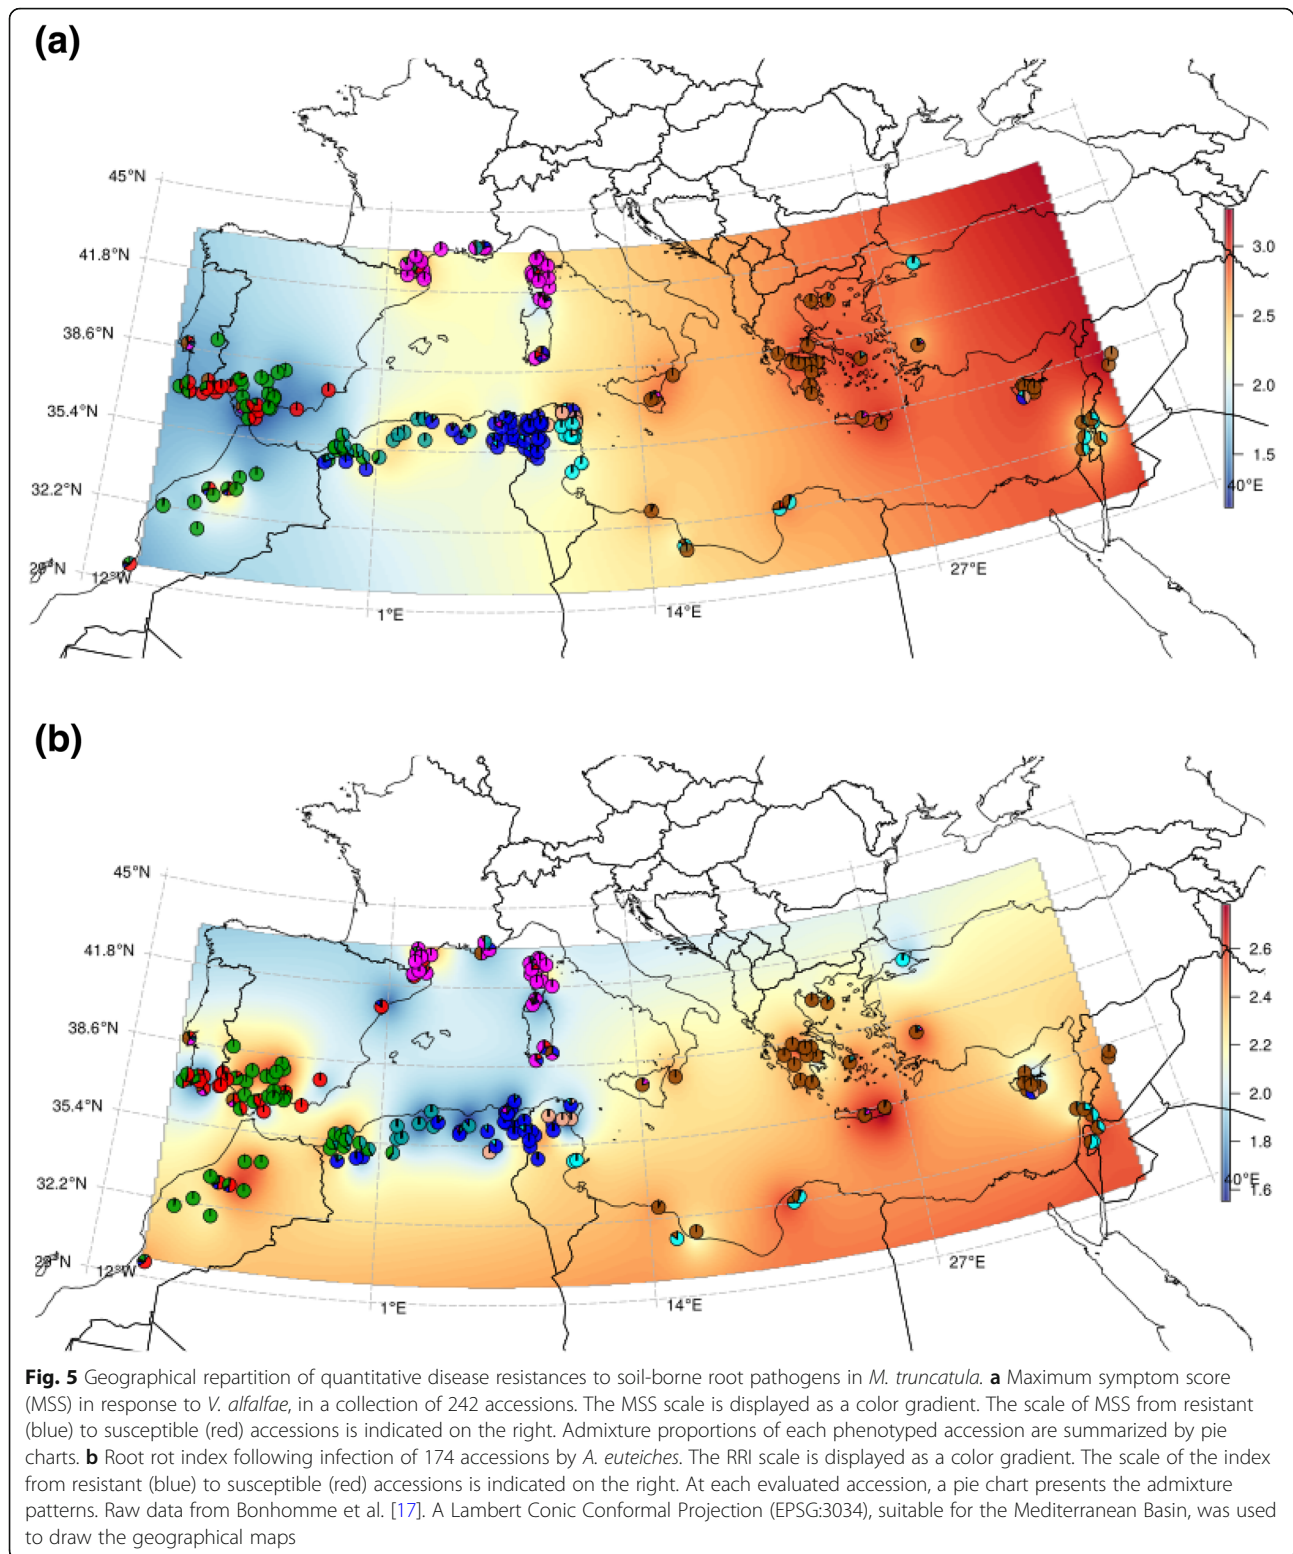 (a)
45°N
41.8°N
38.6°N
35.4°N
32.2°N
12°W
1°E
14°E
27°E
40°E
3.0
2.5
2.0
1.5
(b)
45°N
41.8°N
38.6°N
35.4°N
32.2°N
12°W
1°E
14°E
27°E
40°E
2.6
2.4
2.2
2.0
1.8
1.6
Fig. 5 Geographical repartition of quantitative disease resistances to soil-borne root pathogens in M. truncatula. a Maximum symptom score
(MSS) in response to V. alfalfae, in a collection of 242 accessions. The MSS scale is displayed as a color gradient. The scale of MSS from resistant
(blue) to susceptible (red) accessions is indicated on the right. Admixture proportions of each phenotyped accession are summarized by pie
charts. b Root rot index following infection of 174 accessions by A. euteiches. The RRI scale is displayed as a color gradient. The scale of the index
from resistant (blue) to susceptible (red) accessions is indicated on the right. At each evaluated accession, a pie chart presents the admixture
patterns. Raw data from Bonhomme et al. [17]. A Lambert Conic Conformal Projection (EPSG:3034), suitable for the Mediterranean Basin, was used
to draw the geographical maps